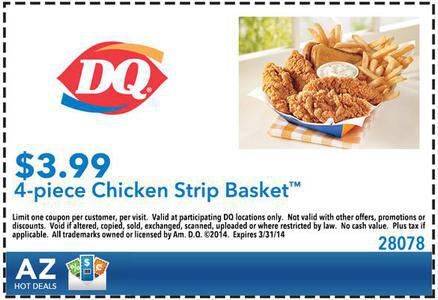 DQ®
$3.99
4-piece Chicken Strip Basket™
Limit one coupon per customer, per visit. Valid at participating DQ locations only. Not valid with other offers, promotions or
discounts. Void if altered, copied, sold, exchanged, scanned, uploaded or where restricted by law. No cash value. Plus tax if
applicable. All trademarks owned or licensed by Am. D.Q. ©2014. Expires 3/31/14
28078
AZ
HOT DEALS
% $ ¢